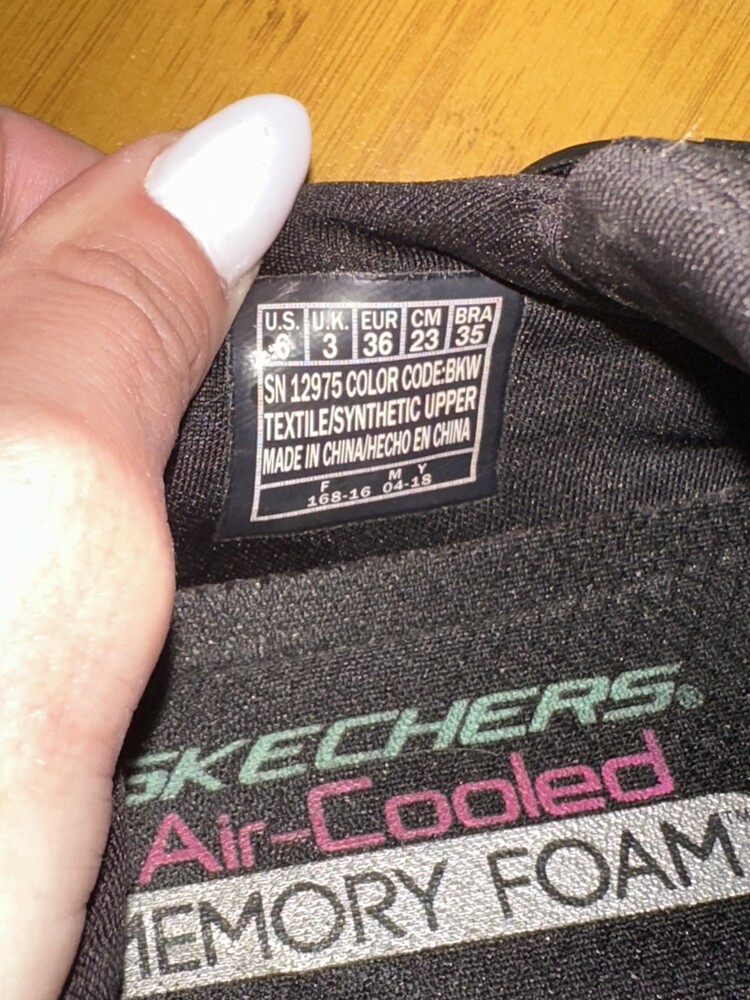 U.S. U.K. EUR CM BRA
6 3 36 23 35
SN 12975 COLOR CODE:BKW
TEXTILE/SYNTHETIC UPPER
MADE IN CHINA/HECHO EN CHINA
F M Y
168-16 04-18
SKECHERS®
Air-Cooled
MEMORY FOAM